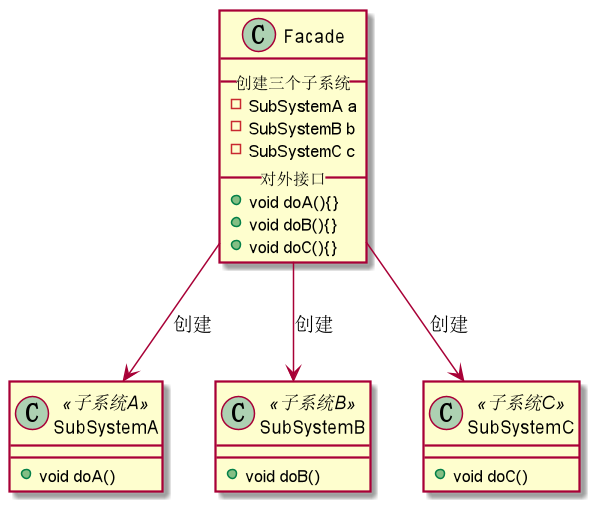 C Facade
创建三个子系统
SubSystemA a
SubSystemB b
SubSystemC c
对外接口
void doA(){}
void doB(){}
void doC(){}
创建
创建
创建
C «子系统A»
SubSystemA
void doA()
C «子系统B»
SubSystemB
void doB()
C «子系统C»
SubSystemC
void doC()